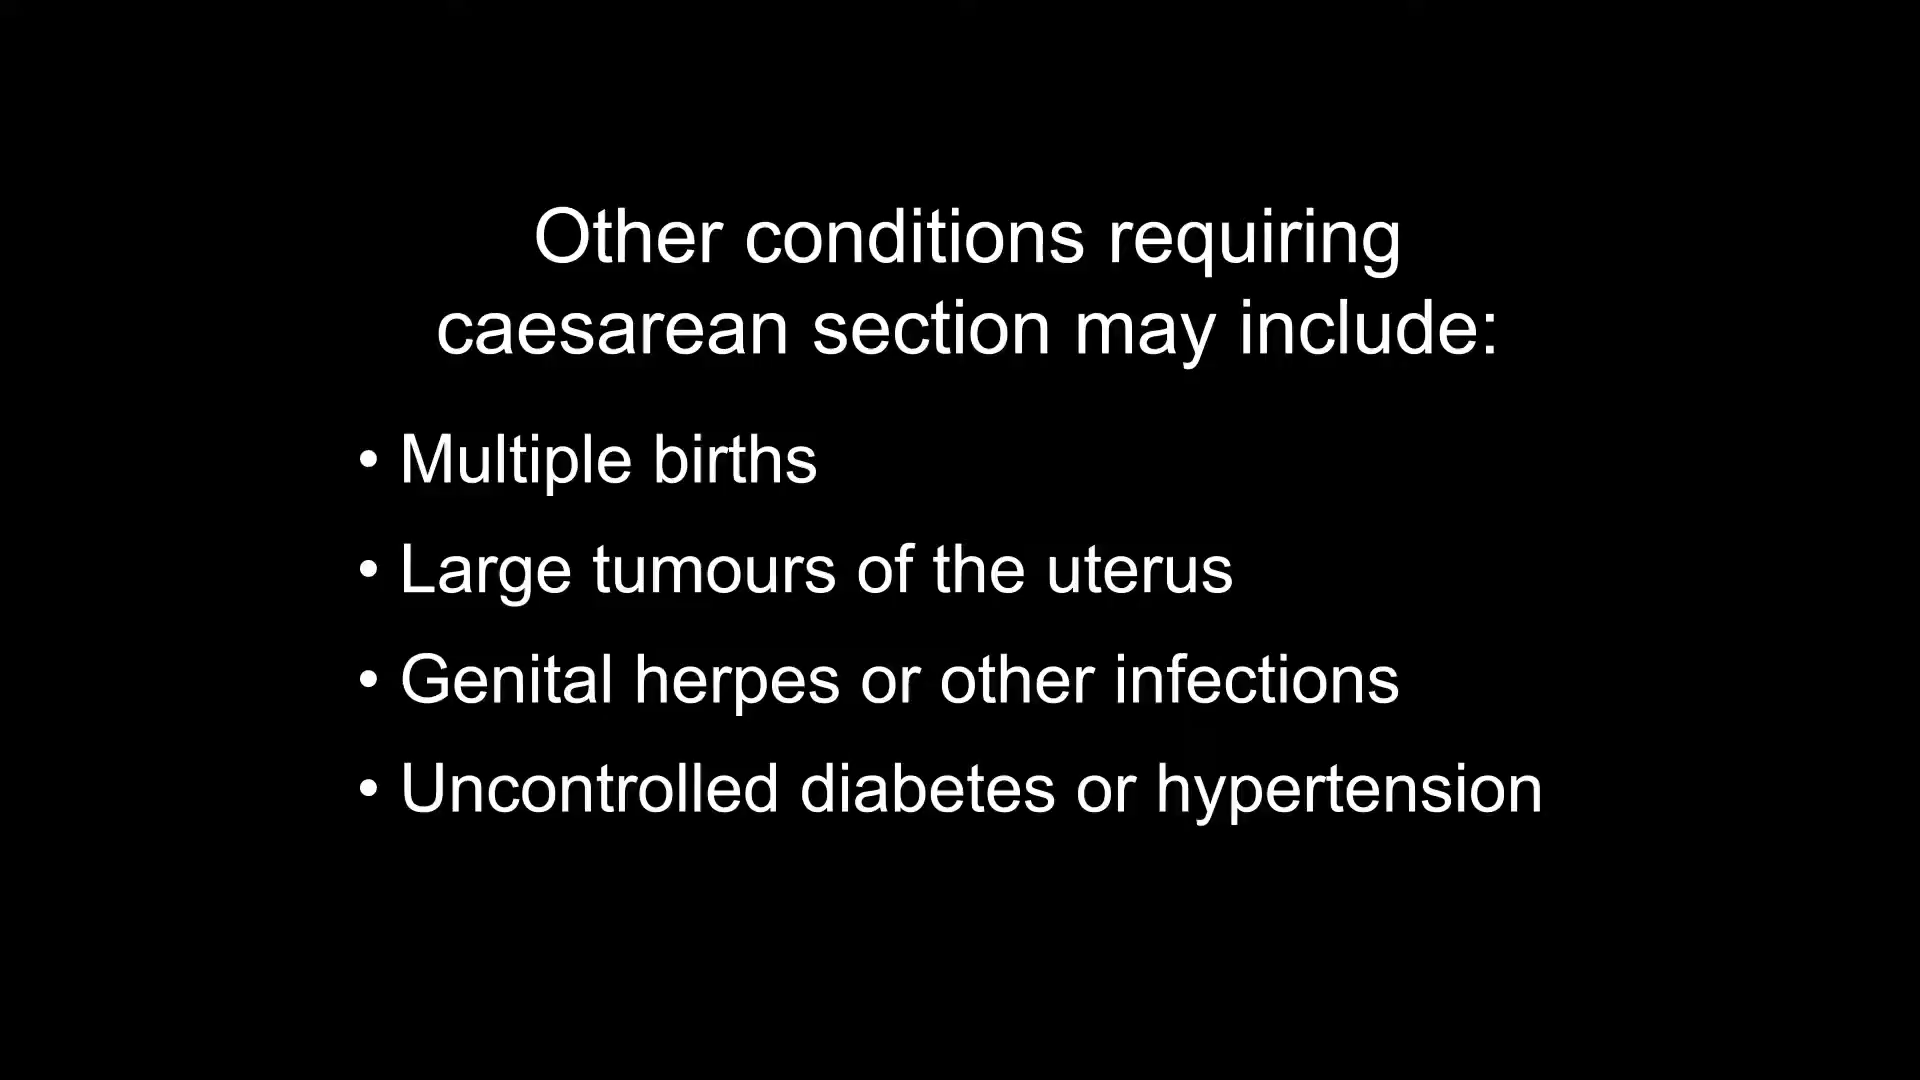 Other conditions requiring
caesarean section may include:
• Multiple births
• Large tumours of the uterus
• Genital herpes or other infections
• Uncontrolled diabetes or hypertension